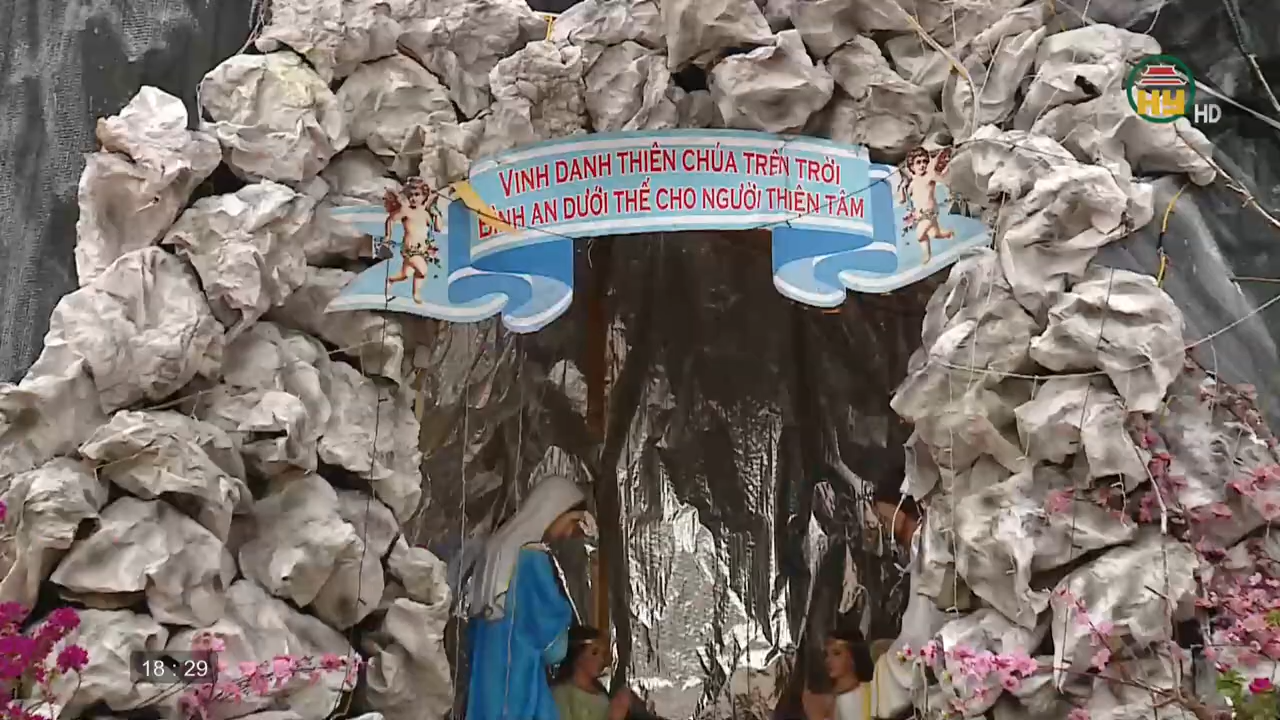 VINH DANH THIÊN CHÚA TRÊN TRỜI
BÌNH AN DƯỚI THẾ CHO NGƯỜI THIỆN TÂM
HY HD
18 : 29